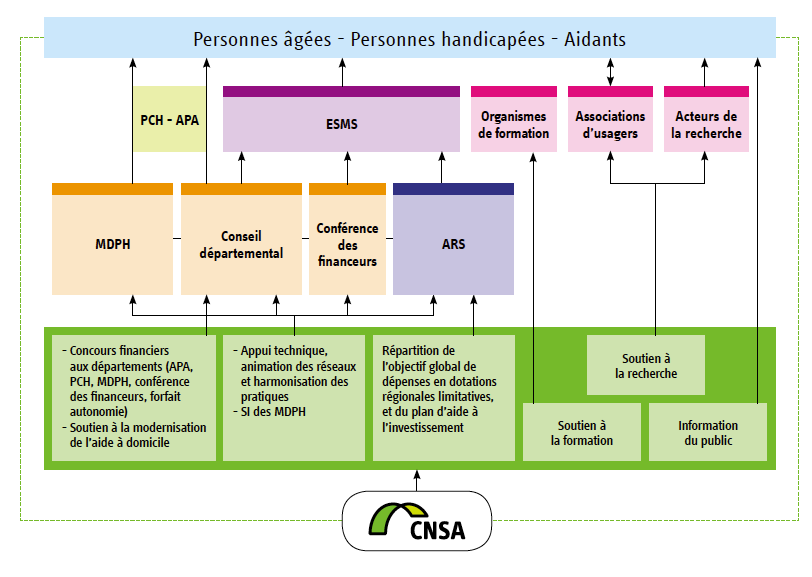 Personnes âgées - Personnes handicapées - Aidants
PCH – APA
ESMS
Organismes
de formation
Associations
d'usagers
Acteurs de
la recherche
MDPH
Conseil
départemental
Conférence
des
financeurs
ARS
– Concours financiers
aux départements (APA,
PCH, MDPH, conférence
des financeurs, forfait
autonomie)
– Soutien à la modernisation
de l'aide à domicile
– Appui technique,
animation des réseaux
et harmonisation des
pratiques
– SI des MDPH
Répartition de
l'objectif global de
dépenses en dotations
régionales limitatives,
et du plan d'aide à
l'investissement
Soutien à
la recherche
Soutien à
la formation
Information
du public
CNSA